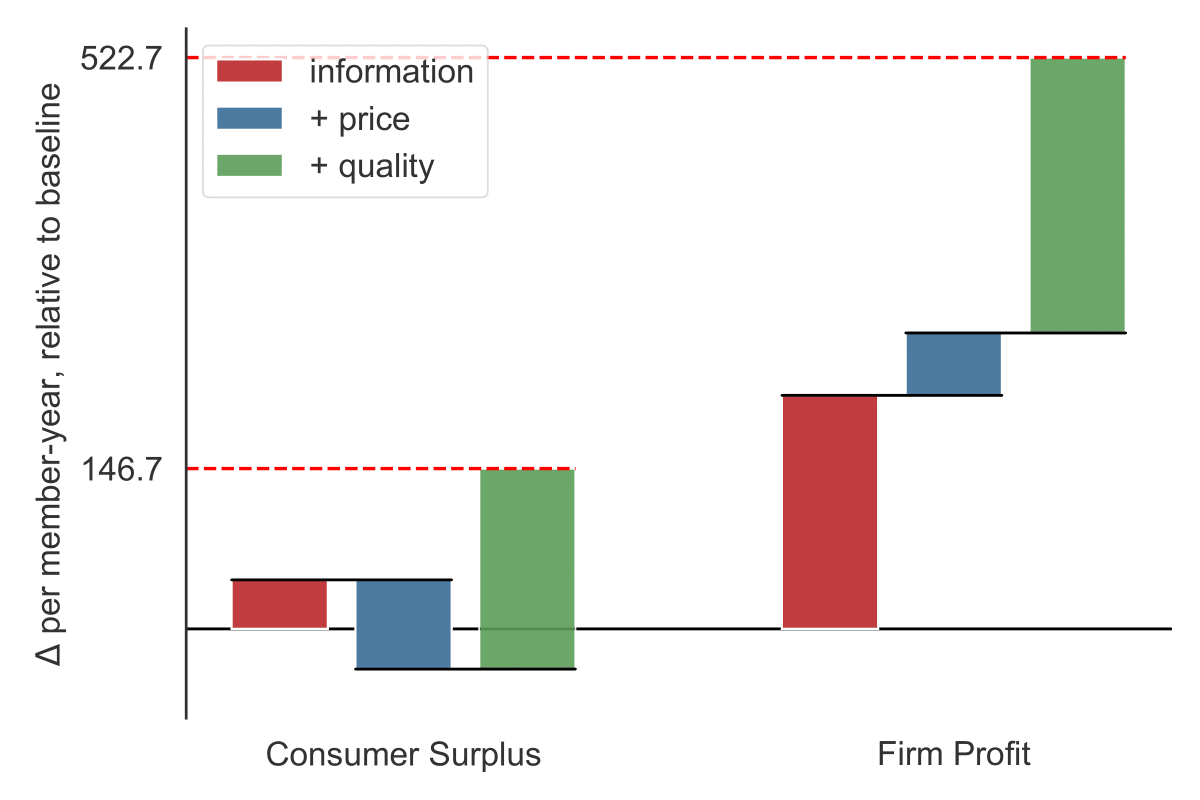 522.7
146.7
Δ per member-year, relative to baseline
information
+ price
+ quality
Consumer Surplus
Firm Profit